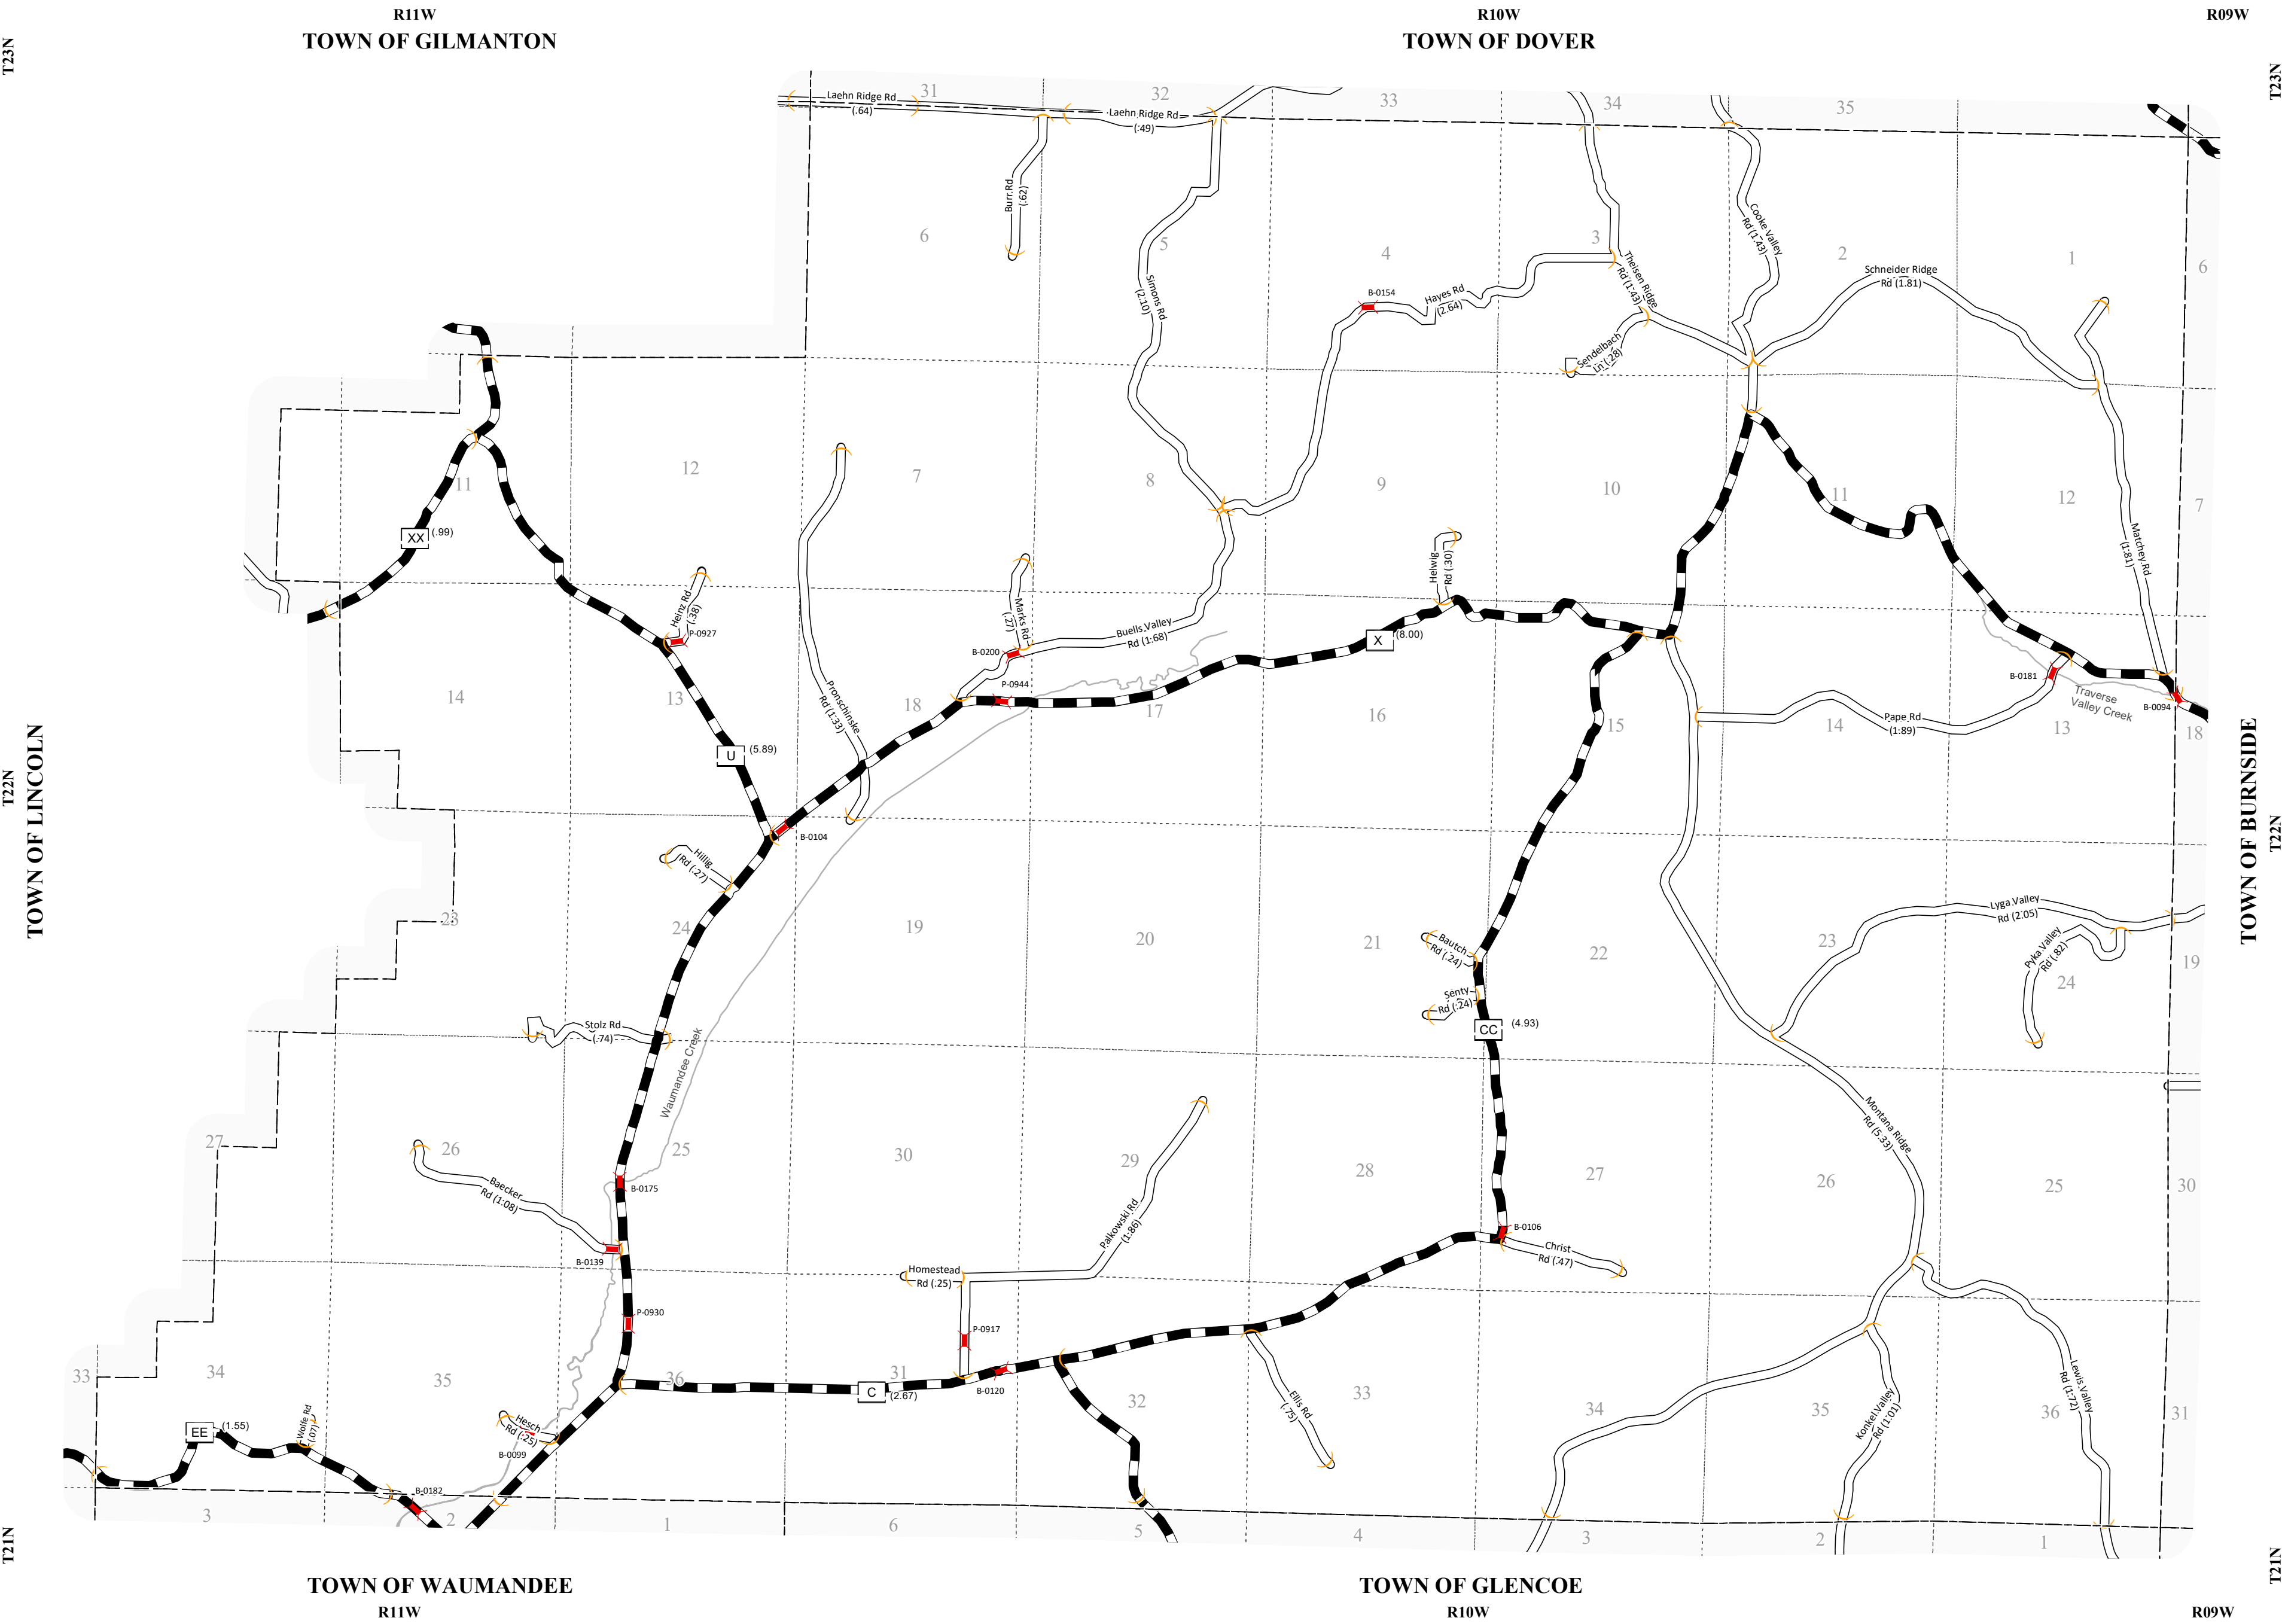 R11W
R10W
R09W
TOWN OF GILMANTON
TOWN OF DOVER
T23N
T23N
31
32
33
34
35
Laehn Ridge Rd
(.64)
Laehn Ridge Rd
(.49)
Burr Rd
(.62)
6
5
4
3
2
1
6
Simons Rd
(2.10)
B-0154
Hayes Rd
(2.64)
Theisen Ridge
Rd (1.43)
Cooke Valley
Rd (1.43)
Schneider Ridge
Rd (1.81)
Sendelbach
Ln (.28)
11
12
7
8
9
10
11
12
7
XX
(.99)
Heinz Rd
(.38)
P-0927
Marks Rd
(.27)
B-0200
Buells Valley
Rd (1.68)
P-0944
Helwig
Rd (.30)
X
(8.00)
Matchey Rd
(1.81)
B-0181
Traverse
Valley Creek
B-0094
14
13
18
17
16
15
14
13
18
Pronschinske
Rd (1.33)
Pape Rd
(1.89)
U
(5.89)
TOWN OF LINCOLN
T22N
TOWN OF BURNSIDE
T22N
B-0104
Hillig
Rd (.27)
23
24
19
20
21
22
23
24
19
Bautch
Rd (.24)
Senty
Rd (.24)
CC
(4.93)
Lyga Valley
Rd (2.05)
Pyka Valley
Rd (.82)
Stolz Rd
(.74)
Waumandee Creek
27
26
25
30
29
28
27
26
25
30
Montana Ridge
Rd (5.33)
Baecker
Rd (1.08)
B-0175
B-0139
Palkowski Rd
(1.86)
B-0106
Christ
Rd (.47)
Homestead
Rd (.25)
P-0930
P-0917
33
34
35
36
31
32
33
34
35
36
31
C
(2.67)
B-0120
Ellis Rd
(.75)
Konkel Valley
Rd (1.01)
Lewis Valley
Rd (1.72)
EE
(1.55)
Wolfe Rd
(.07)
Hesch
Rd (.25)
B-0099
B-0182
3
2
1
6
5
4
3
2
1
T21N
T21N
TOWN OF WAUMANDEE
TOWN OF GLENCOE
R11W
R10W
R09W